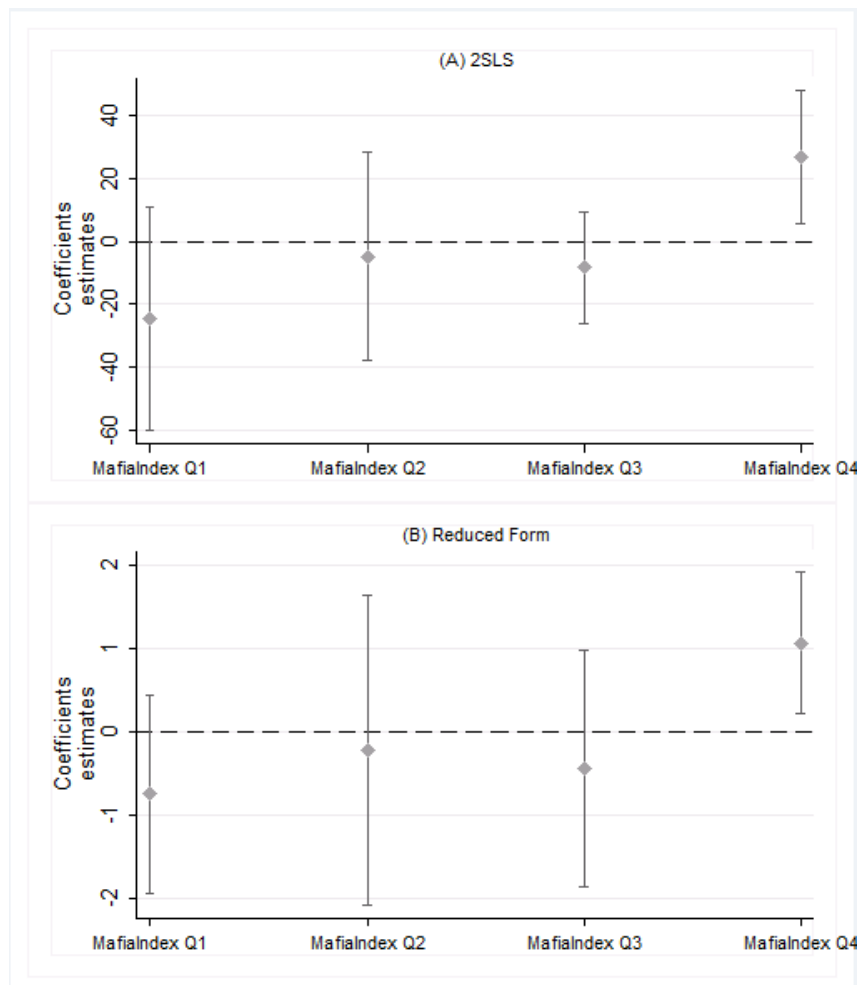 (A) 2SLS
Coefficients
estimates
40
20
0
-20
-40
-60
MafiaIndex Q1 MafiaIndex Q2 MafiaIndex Q3 MafiaIndex Q4
(B) Reduced Form
Coefficients
estimates
2
1
0
-1
-2
MafiaIndex Q1 MafiaIndex Q2 MafiaIndex Q3 MafiaIndex Q4